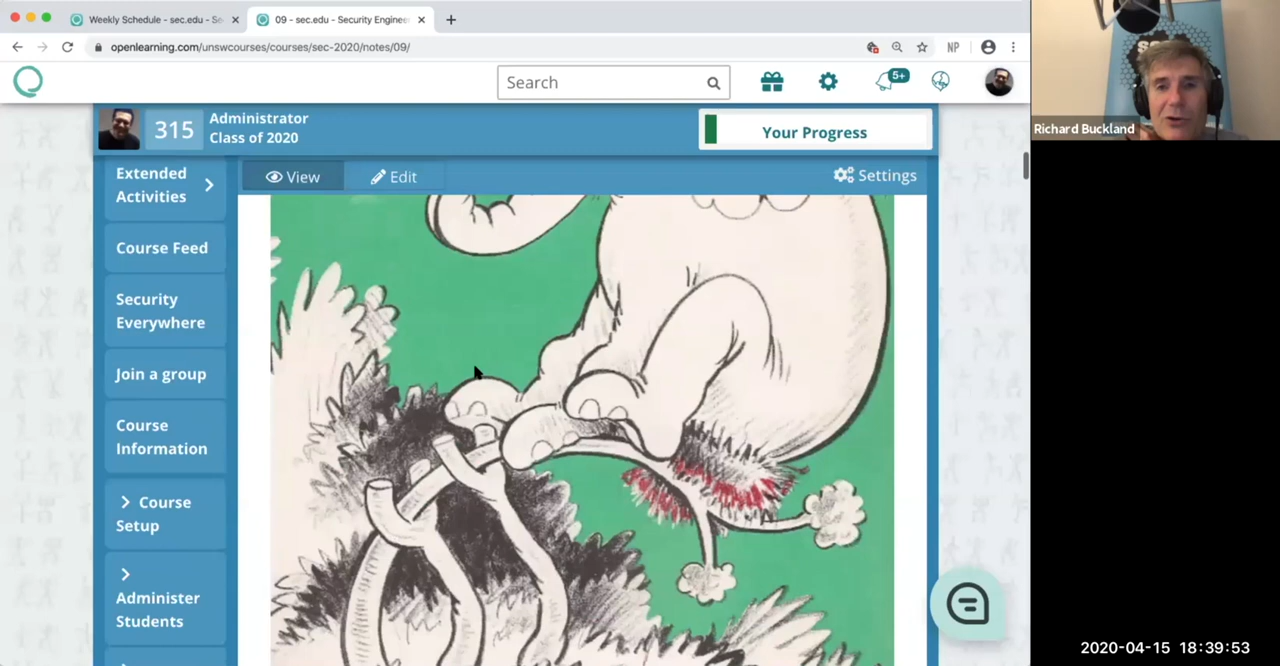 Weekly Schedule - sec.edu - Se
09 - sec.edu - Security Enginee
openlearning.com/unswcourses/courses/sec-2020/notes/09/
NP
Search
5+
315
Administrator
Class of 2020
Your Progress
Extended
Activities
View
Edit
Settings
Course Feed
Security
Everywhere
Join a group
Course
Information
Course
Setup
Administer
Students
Richard Buckland
2020-04-15 18:39:53